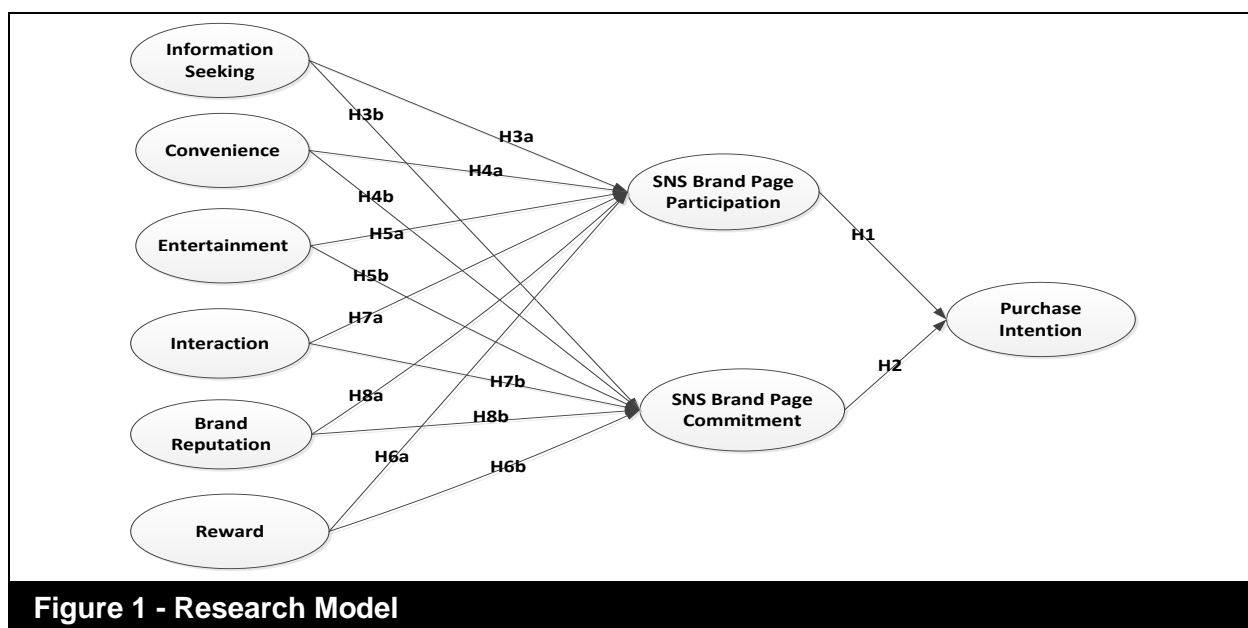 Information
Seeking
H3b
H3a
Convenience
H4a
SNS Brand Page
Participation
H4b
H5a
H1
Entertainment
H5b
Purchase
Intention
H7a
Interaction
H7b
H2
H8a
SNS Brand Page
Commitment
Brand
Reputation
H8b
H6a
H6b
Reward
Figure 1 - Research Model